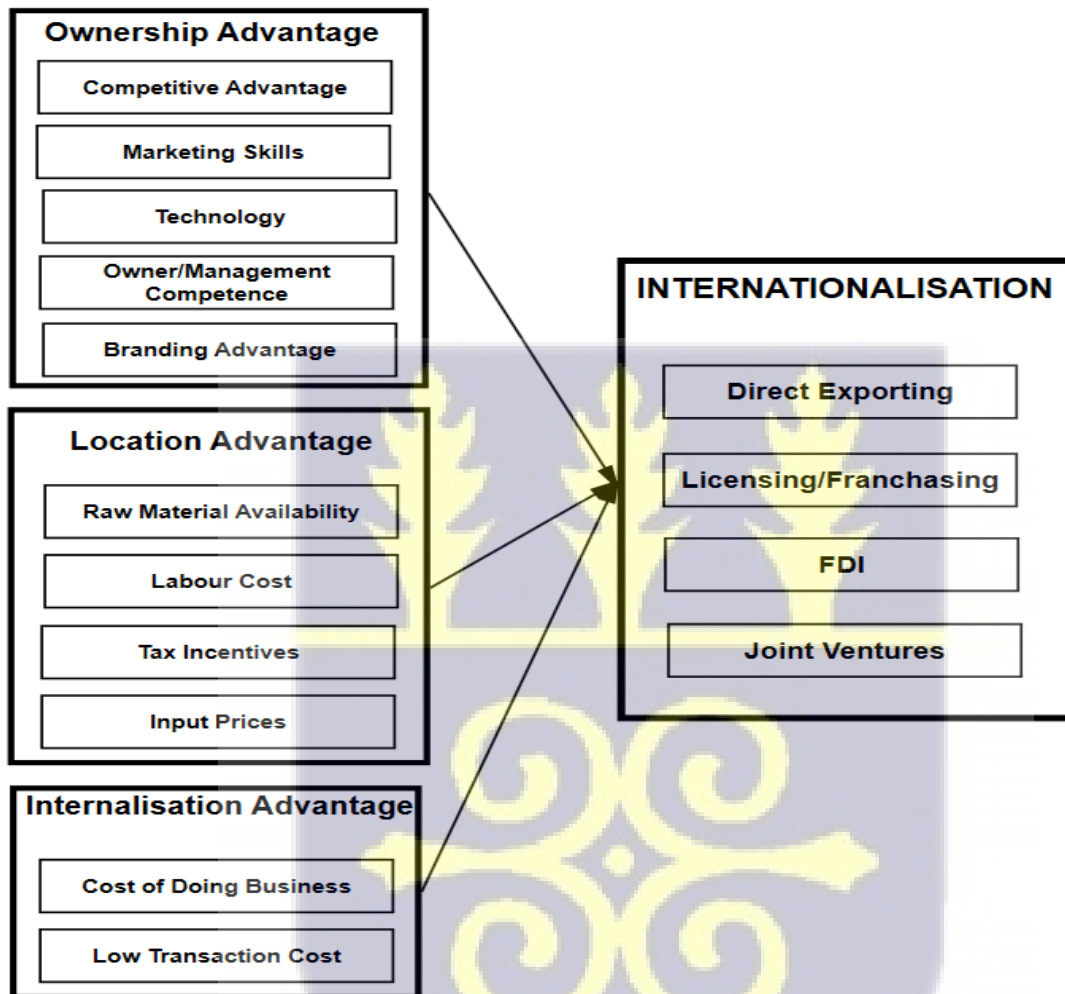 Ownership Advantage
Competitive Advantage
Marketing Skills
Technology
Owner/Management
Competence
Branding Advantage
Location Advantage
Raw Material Availability
Labour Cost
Tax Incentives
Input Prices
Internalisation Advantage
Cost of Doing Business
Low Transaction Cost
INTERNATIONALISATION
Direct Exporting
Licensing/Franchasing
FDI
Joint Ventures